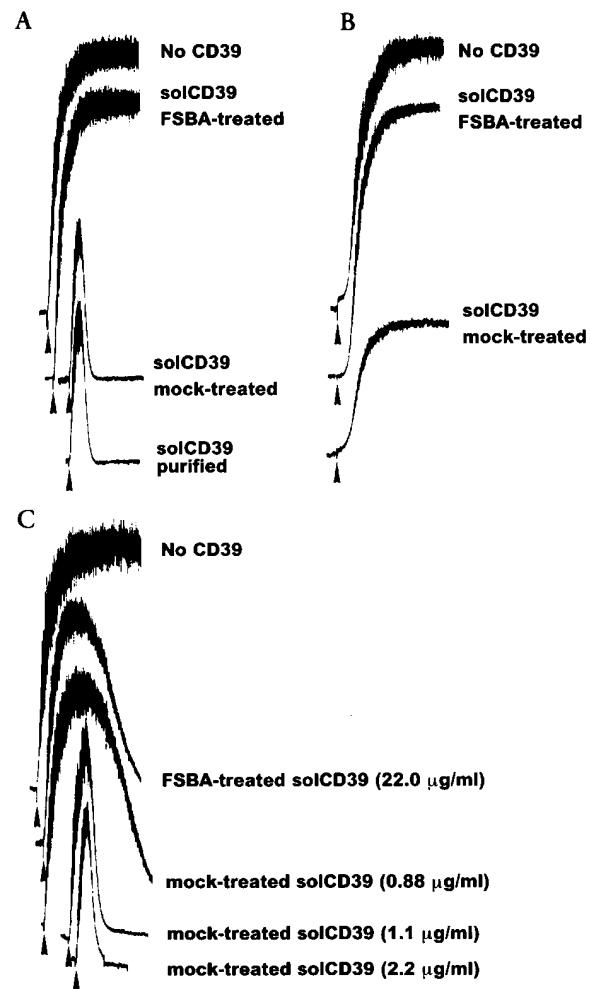 A
No CD39
solCD39
FSBA-treated
solCD39
mock-treated
solCD39
purified
B
No CD39
solCD39
FSBA-treated
solCD39
mock-treated
C
No CD39
FSBA-treated solCD39 (22.0 µg/ml)
mock-treated solCD39 (0.88 µg/ml)
mock-treated solCD39 (1.1 µg/ml)
mock-treated solCD39 (2.2 µg/ml)